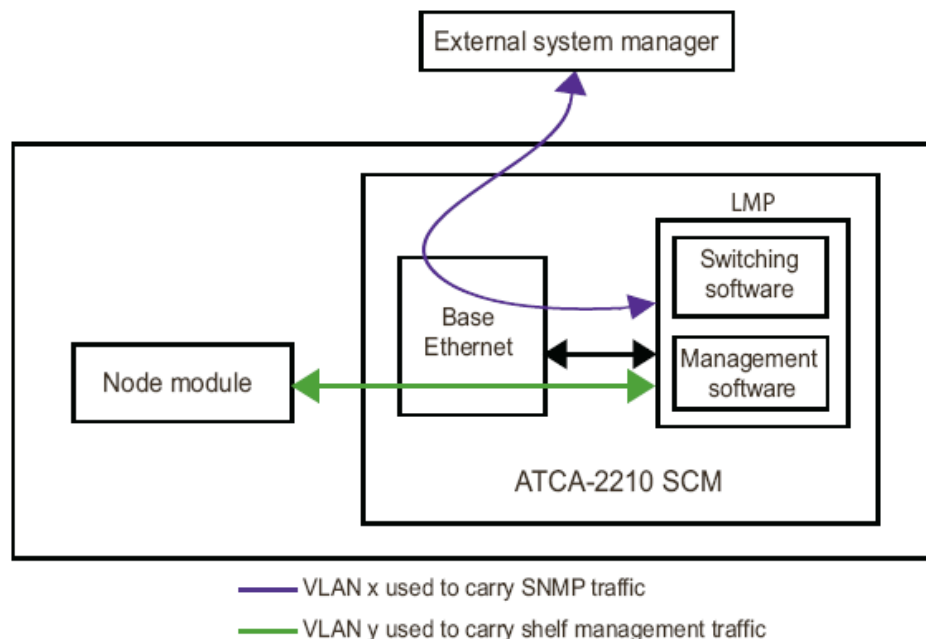 External system manager
LMP
Switching
software
Base
Ethernet
Management
software
Node module
ATCA-2210 SCM
VLAN x used to carry SNMP traffic
VLAN y used to carry shelf management traffic